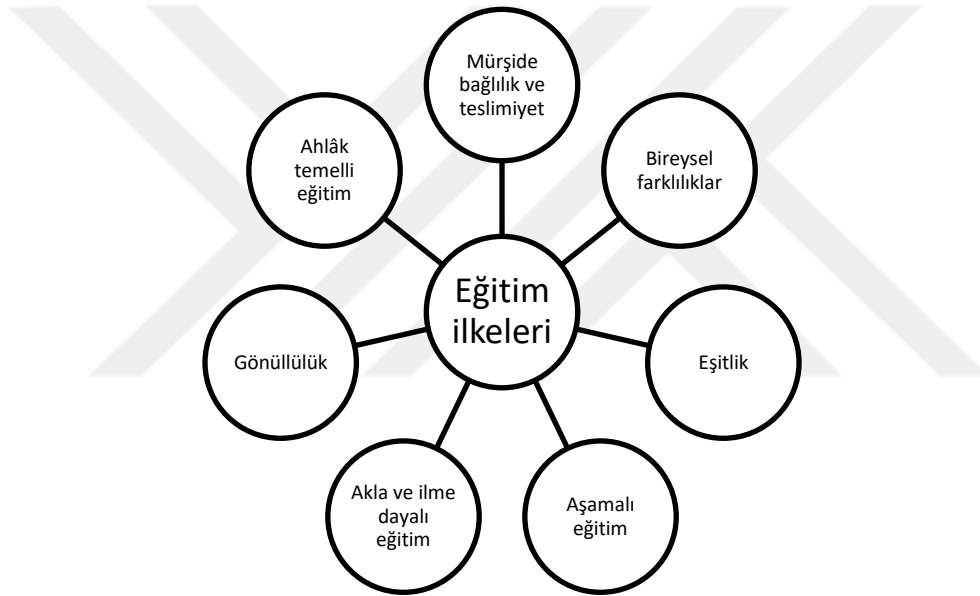 Mürşide
bağlılık ve
teslimiyet
Bireysel
farklılıklar
Eşitlik
Aşamalı
eğitim
Akla ve ilme
dayalı
eğitim
Gönüllülük
Ahlâk
temelli
eğitim
Eğitim
ilkeleri